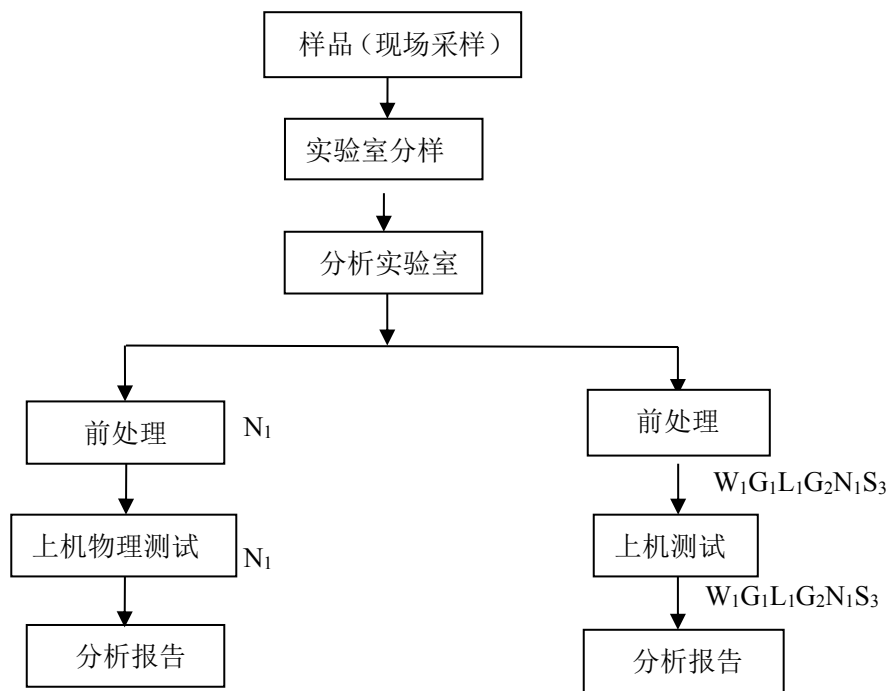 样品（现场采样）
实验室分样
分析实验室
前处理
N₁
前处理
W₁G₁L₁G₂N₁S₃
上机物理测试
N₁
上机测试
W₁G₁L₁G₂N₁S₃
分析报告
分析报告